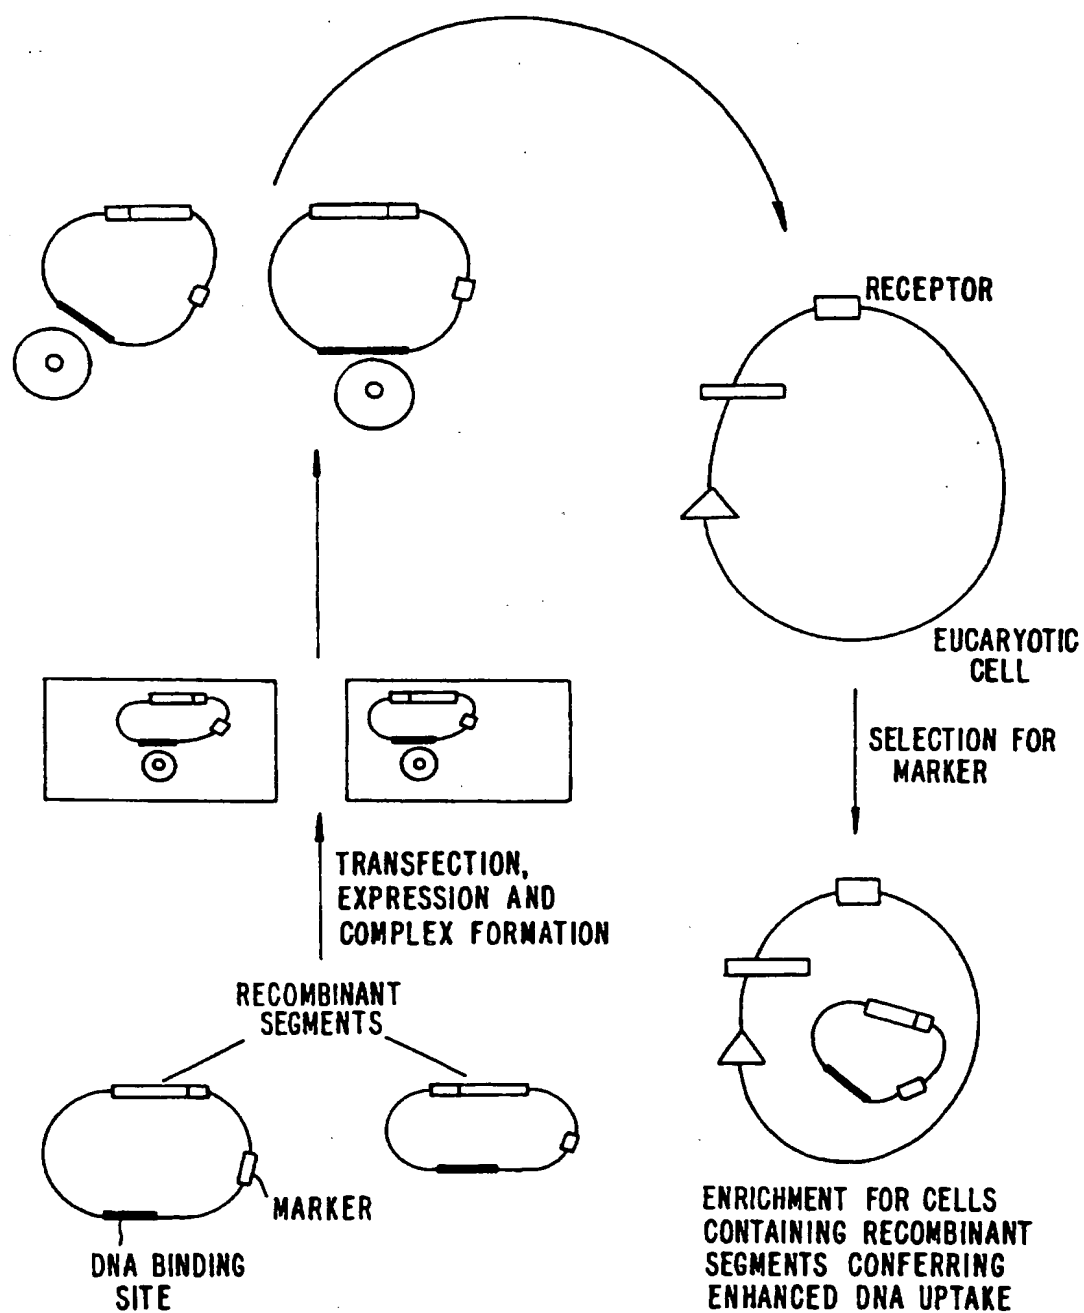 RECEPTOR
EUCARYOTIC
CELL
SELECTION FOR
MARKER
TRANSFECTION,
EXPRESSION AND
COMPLEX FORMATION
RECOMBINANT
SEGMENTS
MARKER
DNA BINDING
SITE
ENRICHMENT FOR CELLS
CONTAINING RECOMBINANT
SEGMENTS CONFERRING
ENHANCED DNA UPTAKE